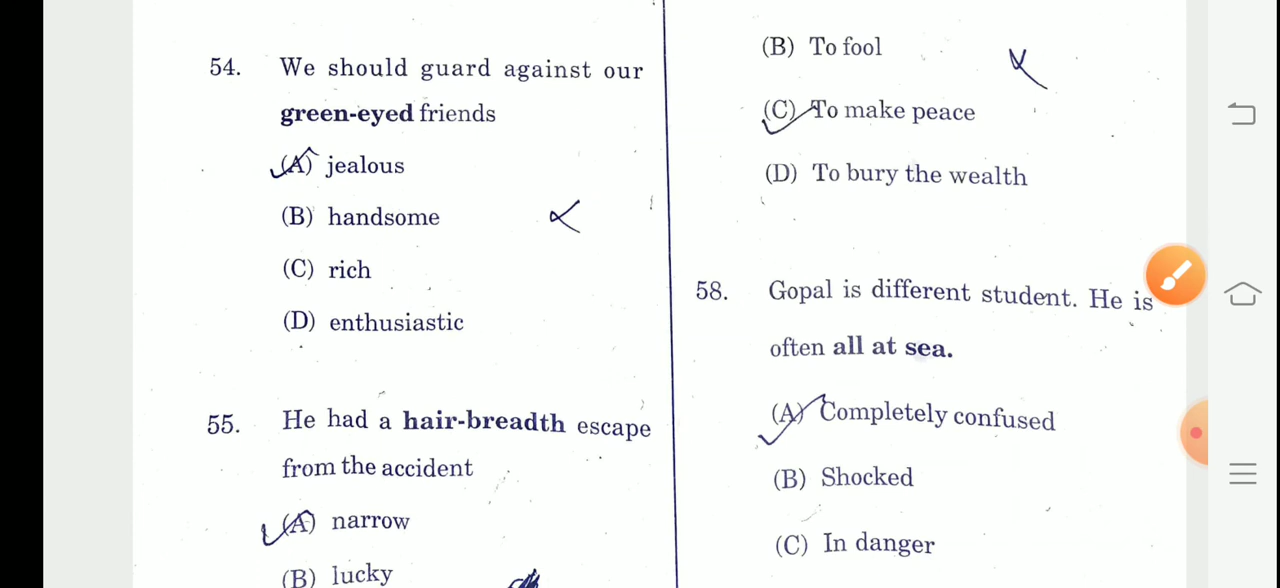 54. We should guard against our
green-eyed friends
(A) jealous
(B) handsome
(C) rich
(D) enthusiastic
55. He had a hair-breadth escape
from the accident
(A) narrow
(B) lucky
(B) To fool
(C) To make peace
(D) To bury the wealth
58. Gopal is different student. He is
often all at sea.
(A) Completely confused
(B) Shocked
(C) In danger